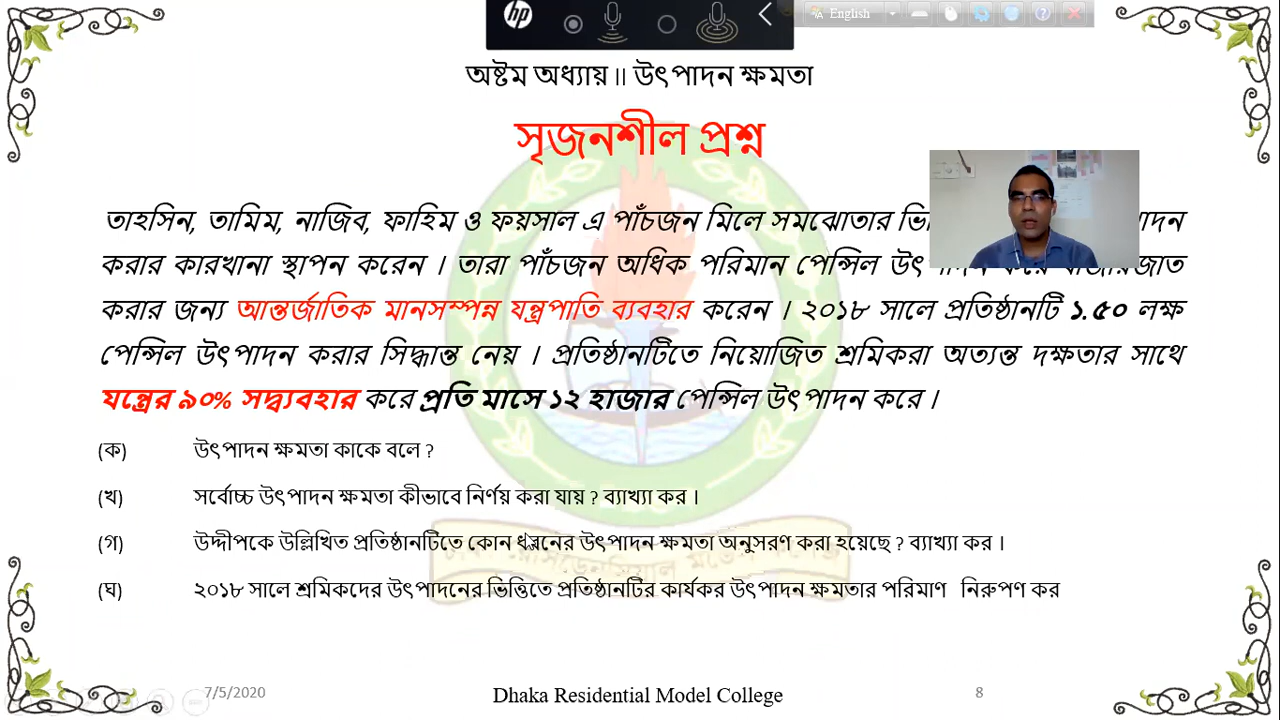 English
অষ্টম অধ্যায় ॥ উৎপাদন ক্ষমতা
সৃজনশীল প্রশ্ন
তাহসিন, তামিম, নাজিব, ফাহিম ও ফয়সাল এ পাঁচজন মিলে সমঝোতার
করার কারখানা স্থাপন করেন । তারা পাঁচজন অধিক পরিমান পেন্সিল বাজারজাত
করার জন্য আন্তর্জাতিক মানসম্পন্ন যন্ত্রপাতি ব্যবহার করেন । ২০১৮ সালে প্রতিষ্ঠানটি ১.৫০ লক্ষ
পেন্সিল উৎপাদন করার সিদ্ধান্ত নেয় । প্রতিষ্ঠানটিতে নিয়োজিত শ্রমিকরা অত্যন্ত দক্ষতার সাথে
যন্ত্রের ৯০% সদ্ব্যবহার করে প্রতি মাসে ১২ হাজার পেন্সিল উৎপাদন করে ।
(ক) উৎপাদন ক্ষমতা কাকে বলে ?
(খ) সর্বোচ্চ উৎপাদন ক্ষমতা কীভাবে নির্ণয় করা যায় ? ব্যাখ্যা কর ।
(গ) উদ্দীপকে উল্লিখিত প্রতিষ্ঠানটিতে কোন ধরনের উৎপাদন ক্ষমতা অনুসরণ করা হয়েছে ? ব্যাখ্যা কর ।
(ঘ) ২০১৮ সালে শ্রমিকদের উৎপাদনের ভিত্তিতে প্রতিষ্ঠানটির কার্যকর উৎপাদন ক্ষমতার পরিমাণ নিরুপণ কর
7/5/2020
Dhaka Residential Model College
8